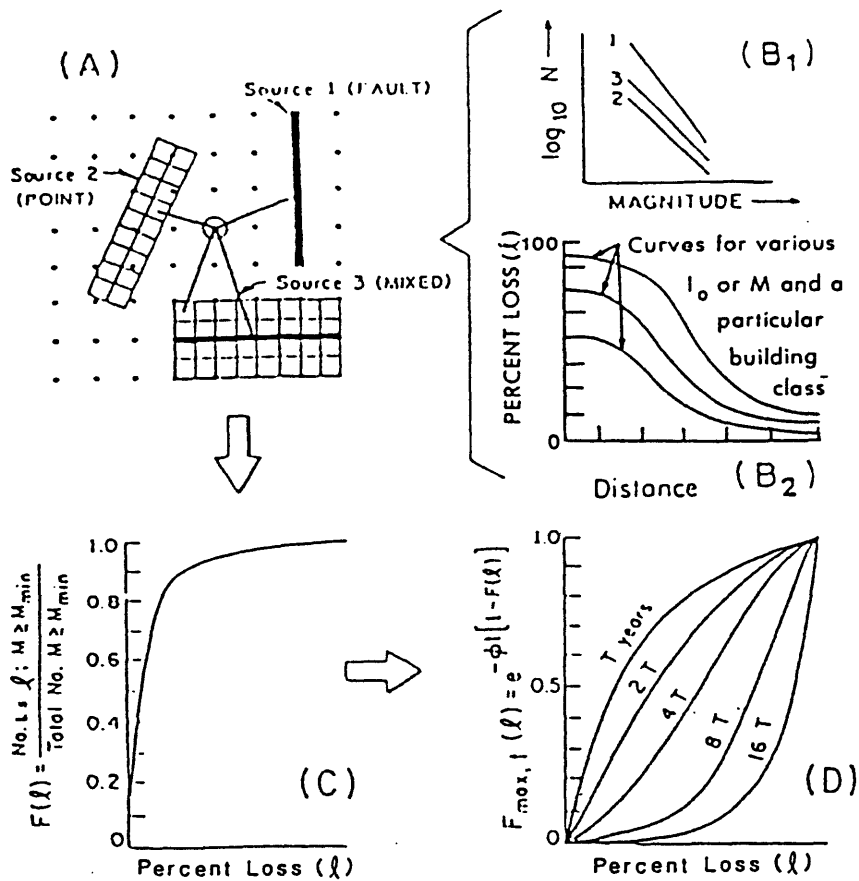 (A)
Source 1 (FAULT)
Source 2
(POINT)
Source 3 (MIXED)
(B₁)
log₁₀ N →
1
3
2
MAGNITUDE →
PERCENT LOSS (ℓ)
100
0
Curves for various
I₀ or M and a
particular
building
class
Distance
(B₂)
F(ℓ) = No. L ≤ ℓ; M ≥ Mmin / Total No. M ≥ Mmin
1.0
0.8
0.6
0.4
0.2
0
(C)
Percent Loss (ℓ)
Fmax, t (ℓ) = e^-ϕt[1-F(ℓ)]
1.0
0.5
0
T years
2T
4T
8T
16T
(D)
Percent Loss (ℓ)